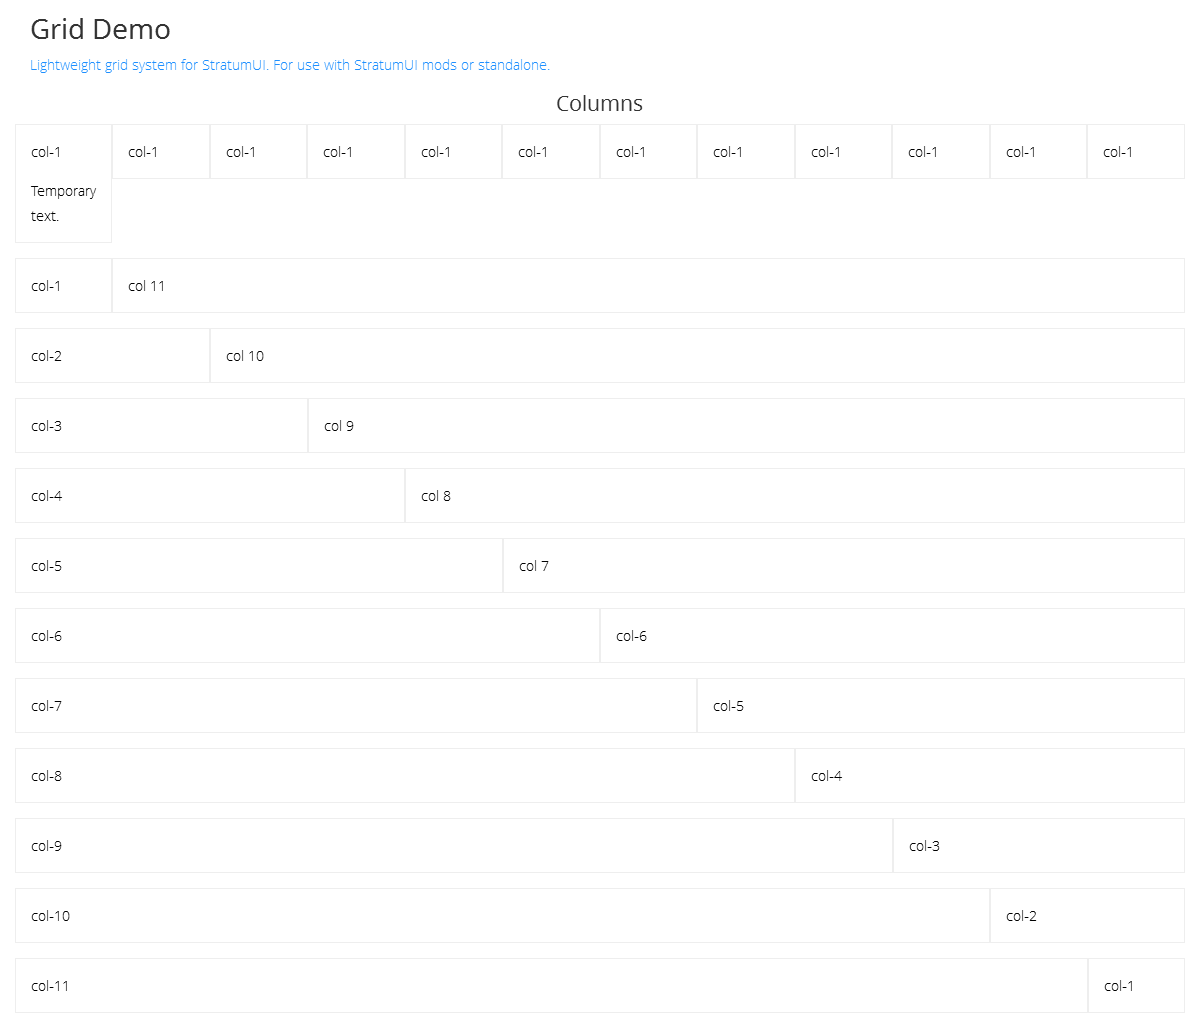 Grid Demo
Lightweight grid system for StratumUI. For use with StratumUI mods or standalone.
Columns
col-1 col-1 col-1 col-1 col-1 col-1 col-1 col-1 col-1 col-1 col-1 col-1
Temporary
text.
col-1 col 11
col-2 col 10
col-3 col 9
col-4 col 8
col-5 col 7
col-6 col-6
col-7 col-5
col-8 col-4
col-9 col-3
col-10 col-2
col-11 col-1